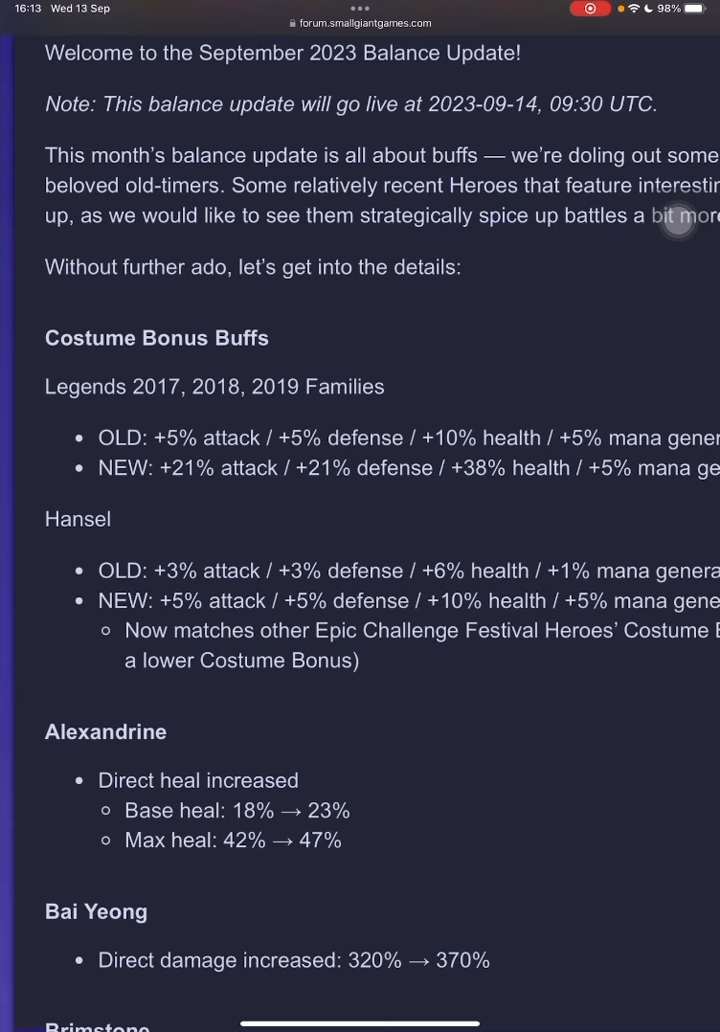 16:13 Wed 13 Sep
98%
forum.smallgiantgames.com
Welcome to the September 2023 Balance Update!
Note: This balance update will go live at 2023-09-14, 09:30 UTC.
This month’s balance update is all about buffs — we’re doling out some
beloved old-timers. Some relatively recent Heroes that feature
up, as we would like to see them strategically spice up battles a bit
Without further ado, let’s get into the details:
Costume Bonus Buffs
Legends 2017, 2018, 2019 Families
• OLD: +5% attack / +5% defense / +10% health / +5% mana
• NEW: +21% attack / +21% defense / +38% health / +5% mana
Hansel
• OLD: +3% attack / +3% defense / +6% health / +1% mana
• NEW: +5% attack / +5% defense / +10% health / +5% mana
Now matches other Epic Challenge Festival Heroes’ Costume
a lower Costume Bonus)
Alexandrine
• Direct heal increased
Base heal: 18% → 23%
Max heal: 42% → 47%
Bai Yeong
• Direct damage increased: 320% → 370%
Brimstone